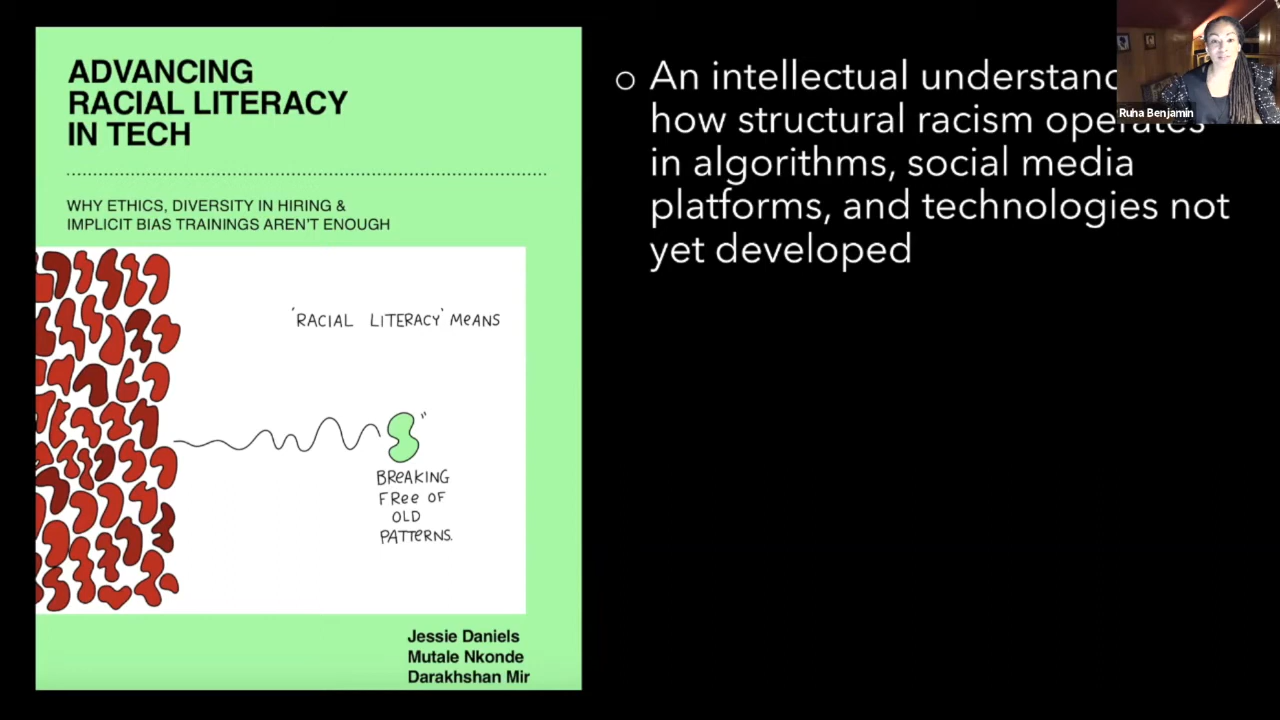 ADVANCING
RACIAL LITERACY
IN TECH
WHY ETHICS, DIVERSITY IN HIRING &
IMPLICIT BIAS TRAININGS AREN'T ENOUGH
'RACIAL LITERACY' MEANS
BREAKING
FREE OF
OLD
PATTERNS.
Jessie Daniels
Mutale Nkonde
Darakhshan Mir
○ An intellectual
how structural racism operates
in algorithms, social media
platforms, and technologies not
yet developed
Ruha Benjamin